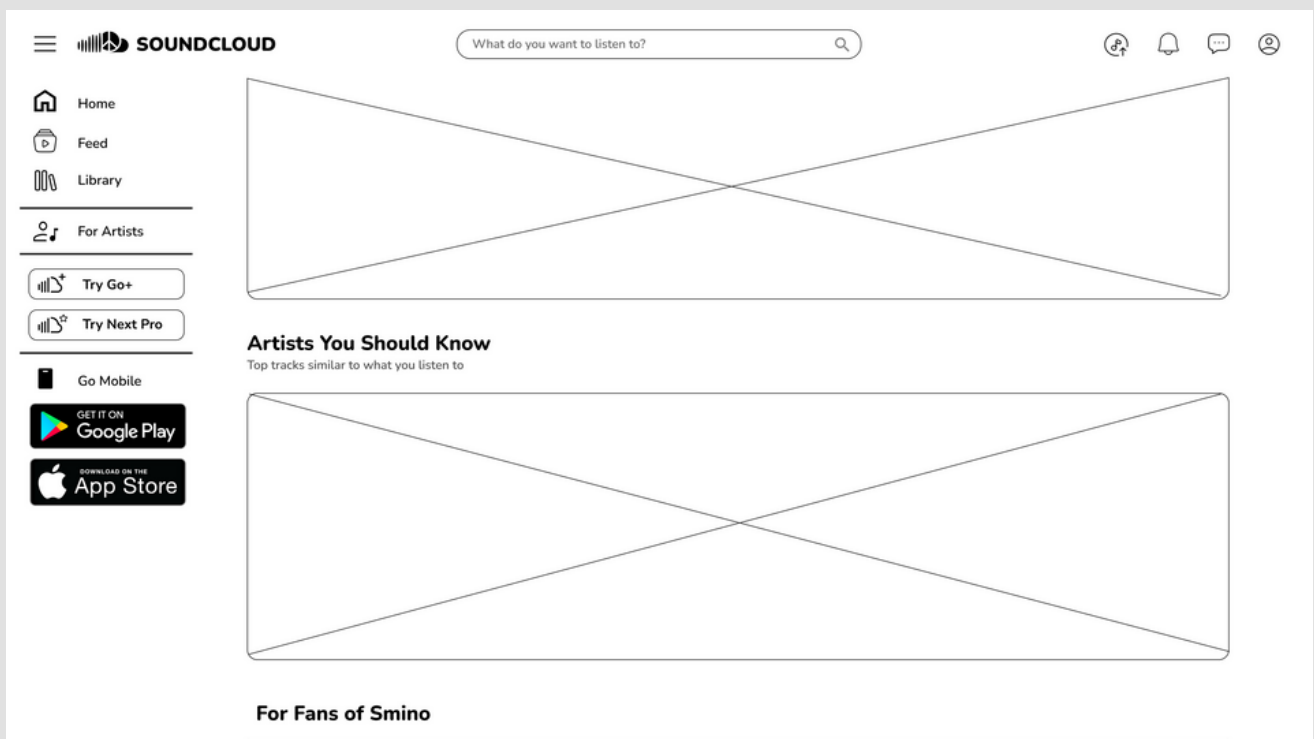 SOUNDCLOUD
What do you want to listen to?
Home
Feed
Library
For Artists
Try Go+
Try Next Pro
Go Mobile
GET IT ON
Google Play
DOWNLOAD ON THE
App Store
Artists You Should Know
Top tracks similar to what you listen to
For Fans of Smino